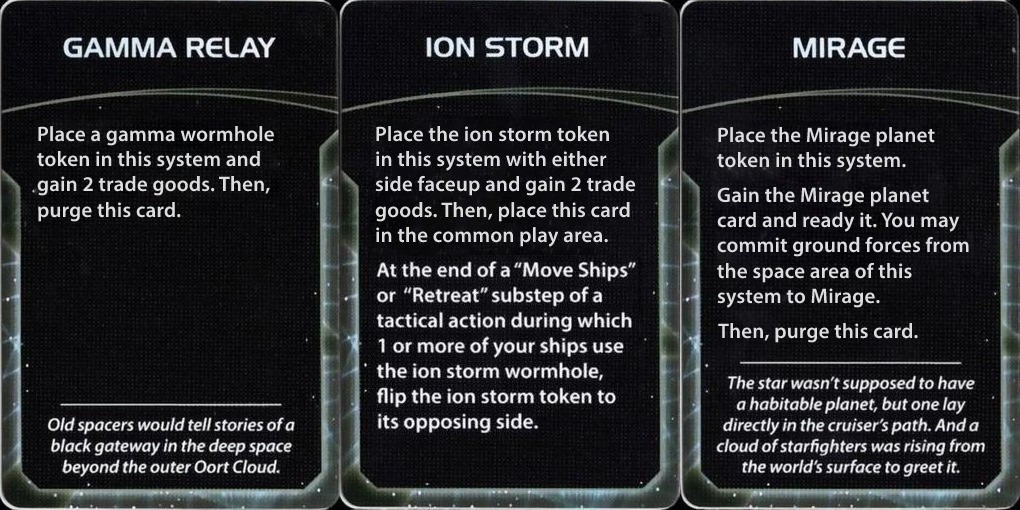 GAMMA RELAY
Place a gamma wormhole
token in this system and
gain 2 trade goods. Then,
purge this card.
Old spacers would tell stories of a
black gateway in the deep space
beyond the outer Oort Cloud.
ION STORM
Place the ion storm token
in this system with either
side faceup and gain 2 trade
goods. Then, place this card
in the common play area.
At the end of a “Move Ships”
or “Retreat” substep of a
tactical action during which
1 or more of your ships use
the ion storm wormhole,
flip the ion storm token to
its opposing side.
MIRAGE
Place the Mirage planet
token in this system.
Gain the Mirage planet
card and ready it. You may
commit ground forces from
the space area of this
system to Mirage.
Then, purge this card.
The star wasn’t supposed to have
a habitable planet, but one lay
directly in the cruiser’s path. And a
cloud of starfighters was rising from
the world’s surface to greet it.